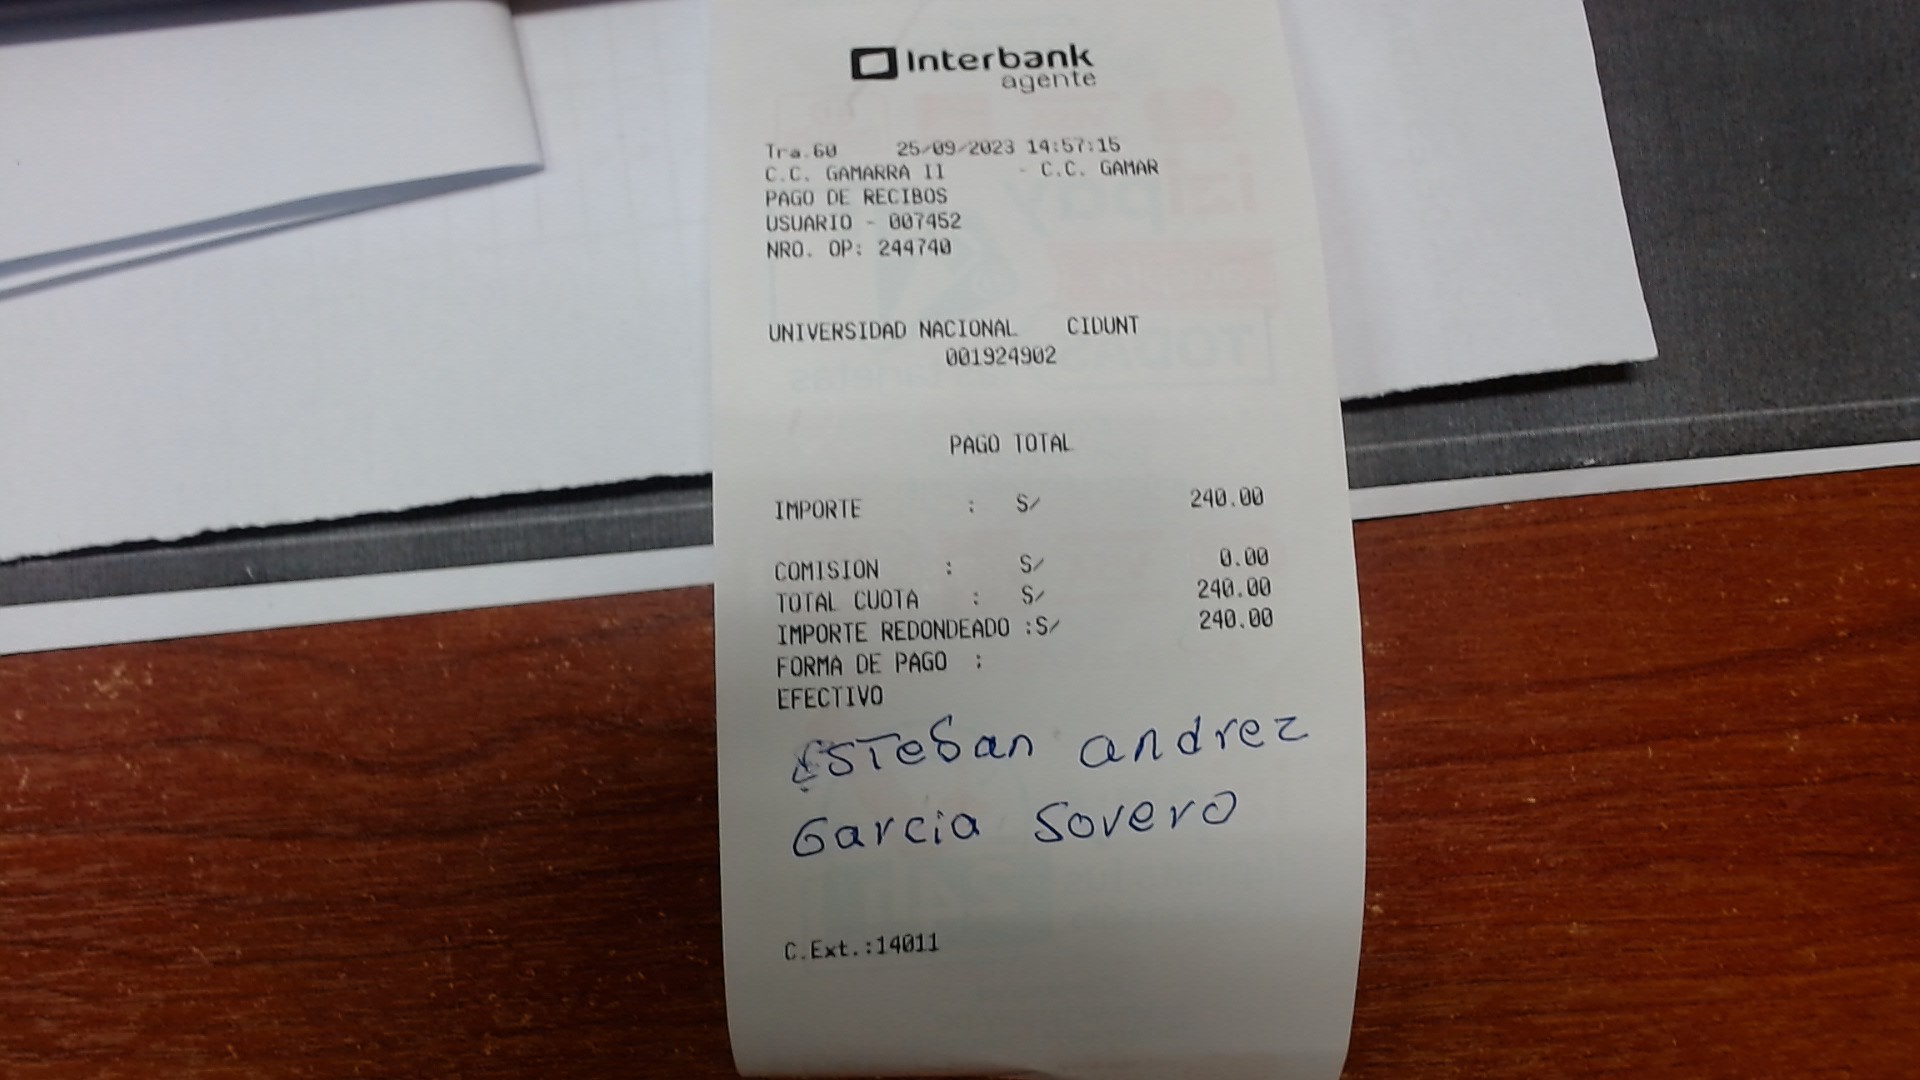 Interbank
agente
Tra.60 25/09/2023 14:57:15
C.C. GAMARRA II - C.C. GAMAR
PAGO DE RECIBOS
USUARIO - 007452
NRO. OP: 244740
UNIVERSIDAD NACIONAL CIDUNT
001924902
PAGO TOTAL
IMPORTE : S/ 240.00
COMISION : S/ 0.00
TOTAL CUOTA : S/ 240.00
IMPORTE REDONDEADO :S/ 240.00
FORMA DE PAGO :
EFECTIVO
Esteban andrez
Garcia Sovero
C.Ext.:14011